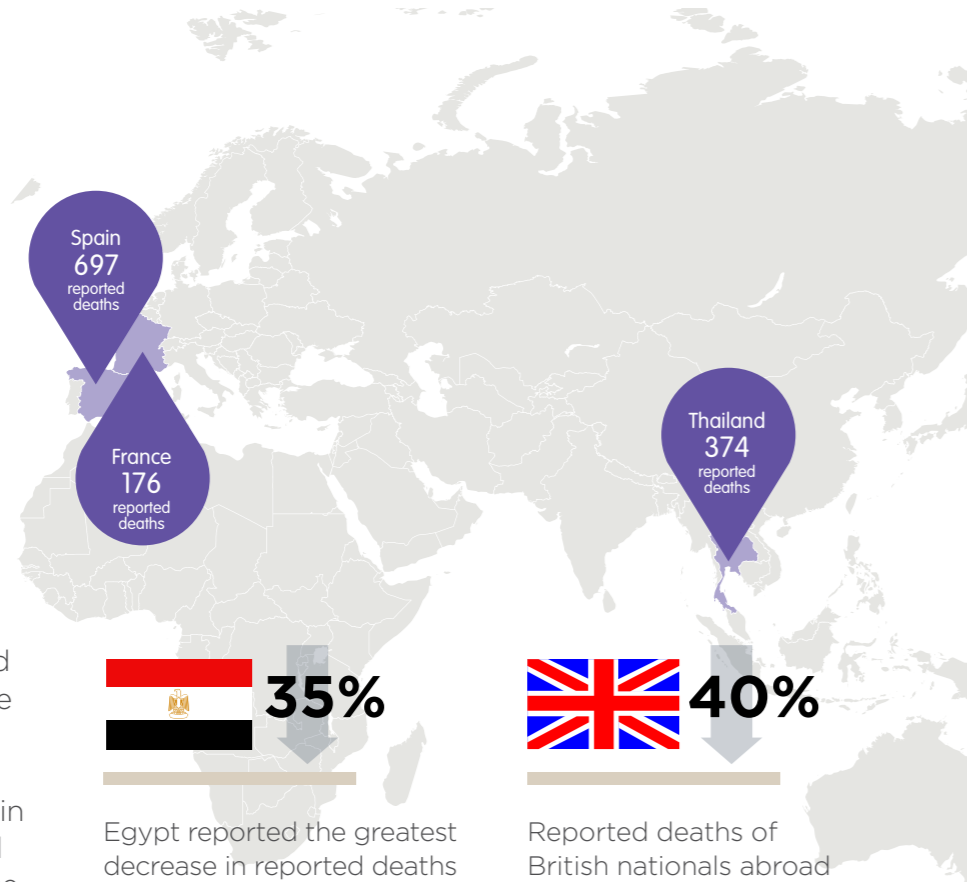 Spain
697
reported
deaths
France
176
reported
deaths
Thailand
374
reported
deaths
in
35%
Egypt reported the greatest
decrease in reported deaths
40%
Reported deaths of
British nationals abroad